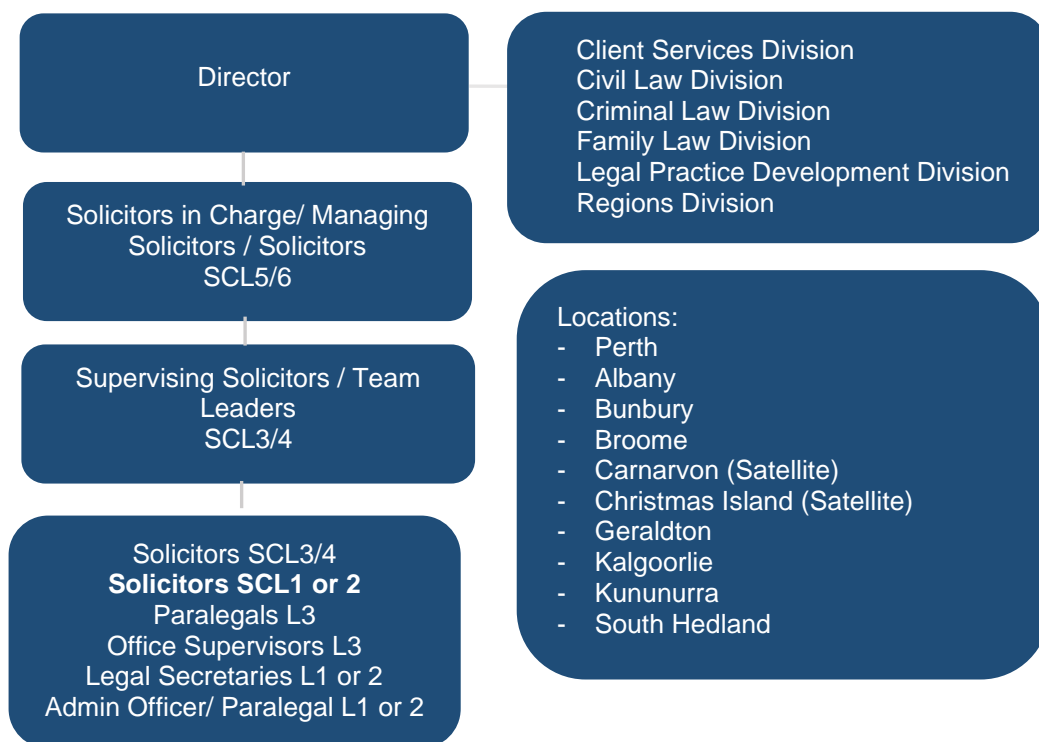 Director
Client Services Division
Civil Law Division
Criminal Law Division
Family Law Division
Legal Practice Development Division
Regions Division
Solicitors in Charge/ Managing
Solicitors / Solicitors
SCL5/6
Supervising Solicitors / Team
Leaders
SCL3/4
Solicitors SCL3/4
Solicitors SCL1 or 2
Paralegals L3
Office Supervisors L3
Legal Secretaries L1 or 2
Admin Officer/ Paralegal L1 or 2
Locations:
- Perth
- Albany
- Bunbury
- Broome
- Carnarvon (Satellite)
- Christmas Island (Satellite)
- Geraldton
- Kalgoorlie
- Kununurra
- South Hedland